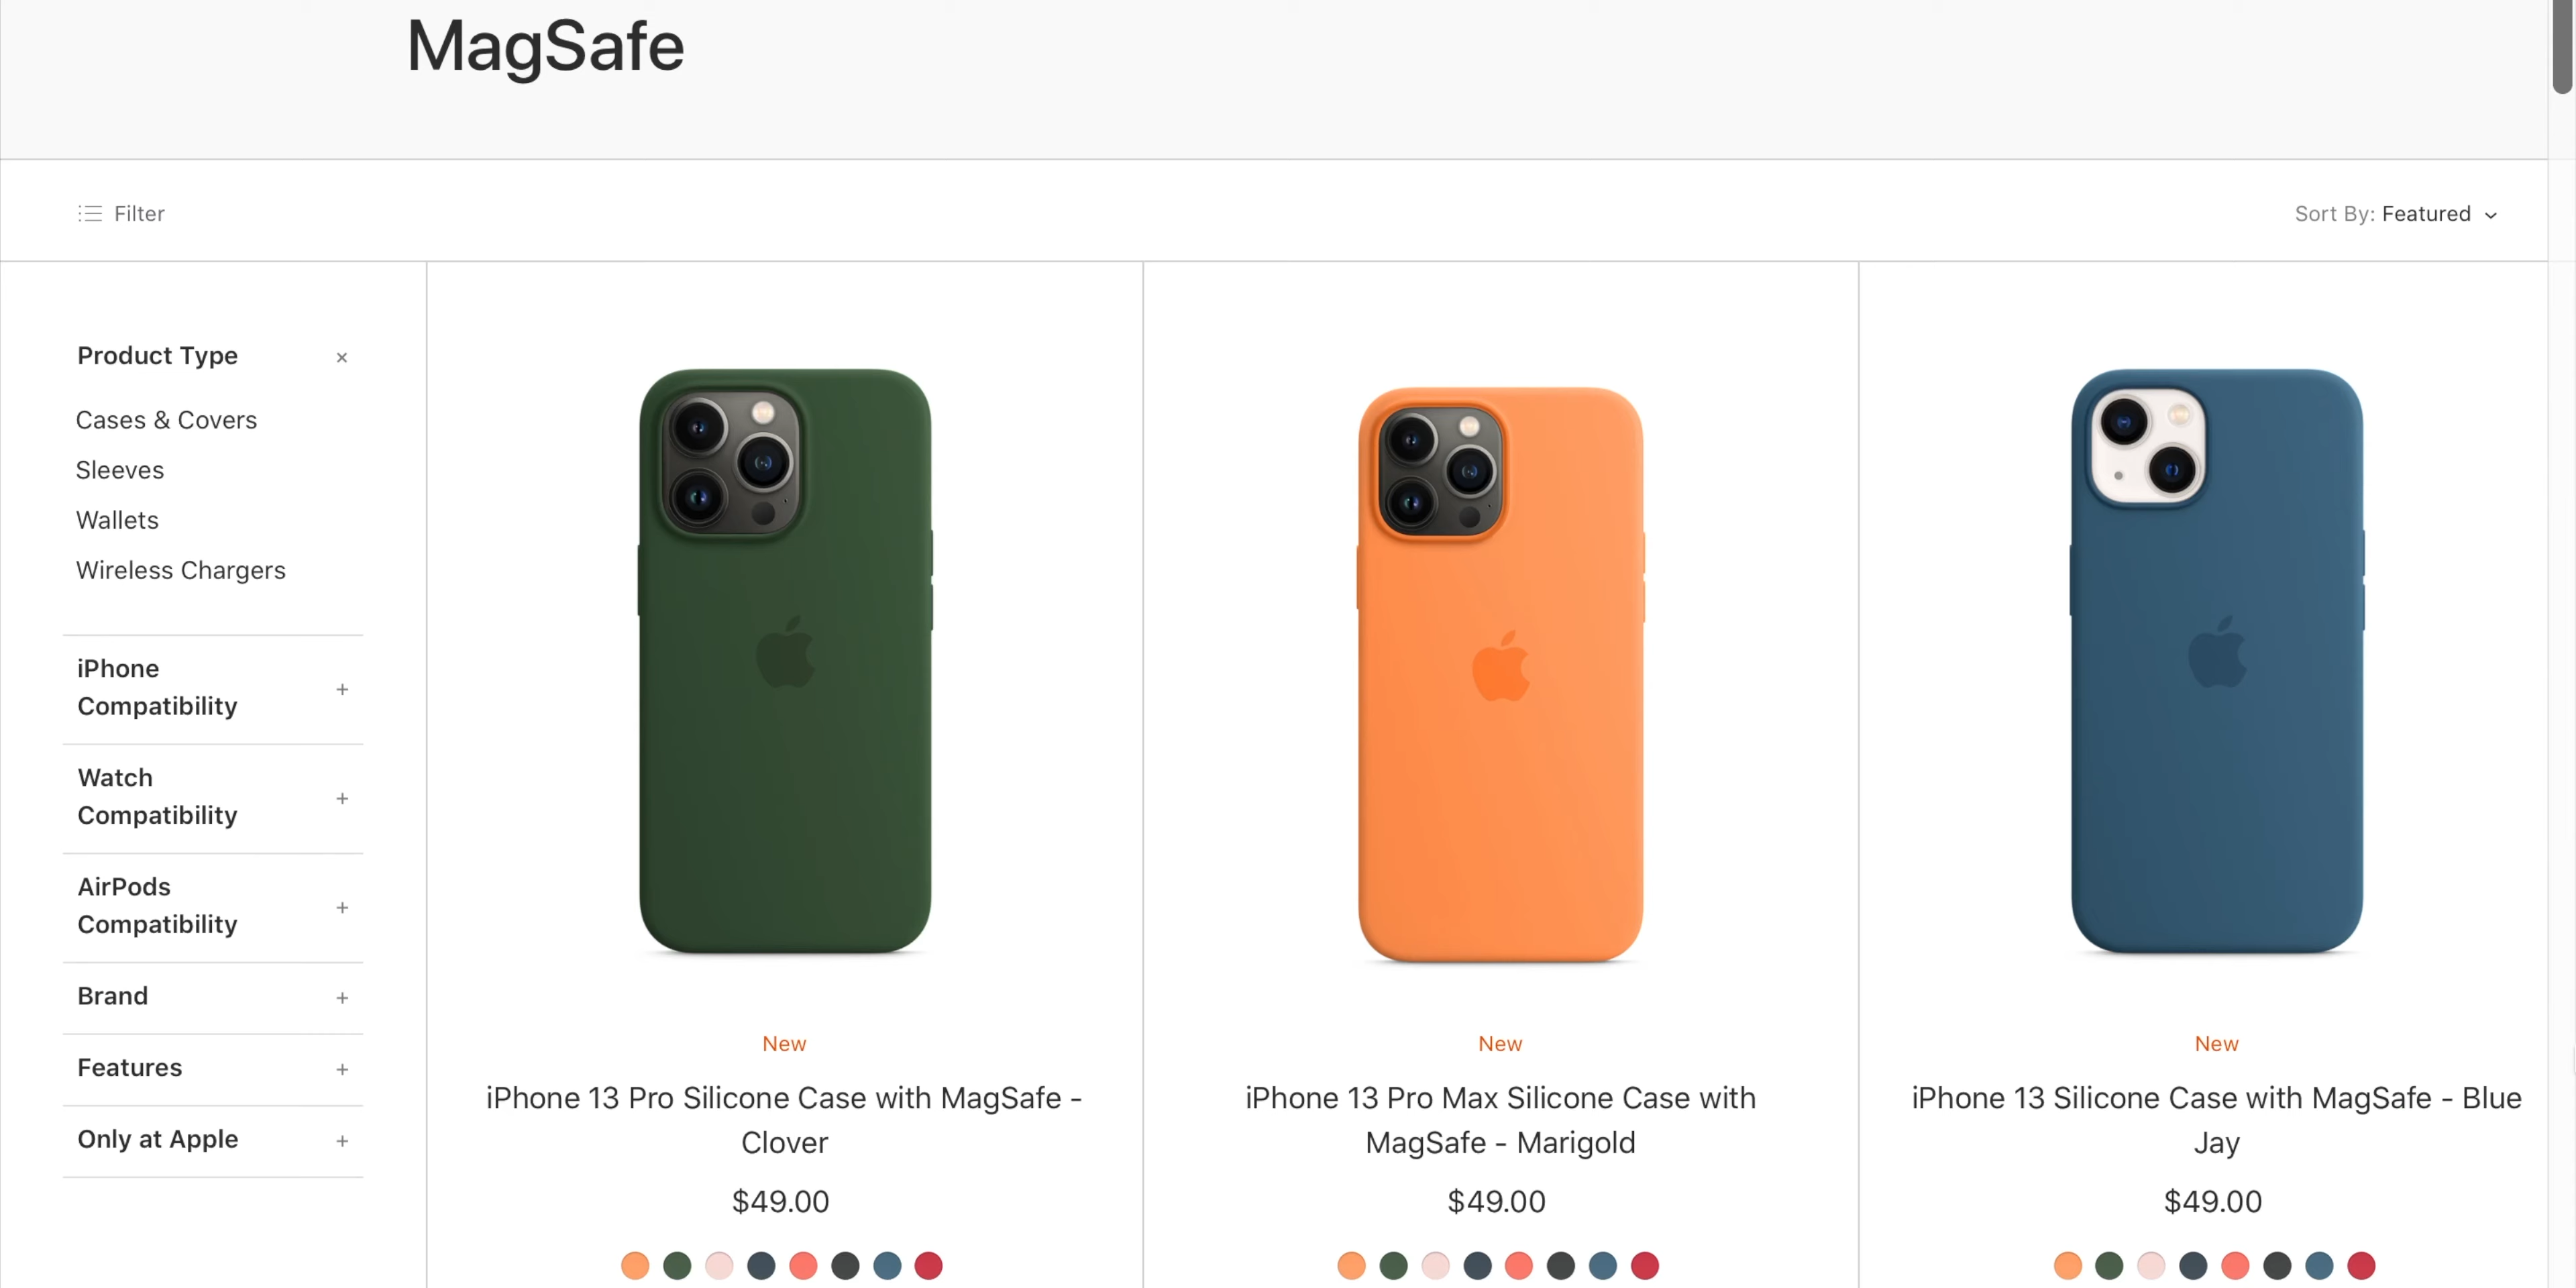 MagSafe
Filter
Sort By: Featured
Product Type
Cases & Covers
Sleeves
Wallets
Wireless Chargers
iPhone
Compatibility
Watch
Compatibility
AirPods
Compatibility
Brand
Features
Only at Apple
New
iPhone 13 Pro Silicone Case with MagSafe -
Clover
$49.00
New
iPhone 13 Pro Max Silicone Case with
MagSafe - Marigold
$49.00
New
iPhone 13 Silicone Case with MagSafe - Blue
Jay
$49.00